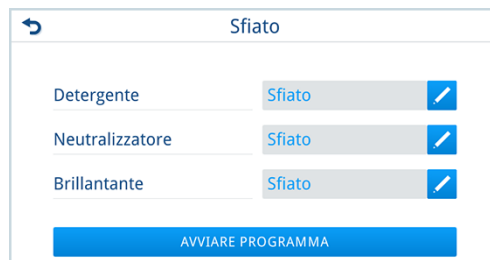 Sfiato
Detergente Sfiato
Neutralizzatore Sfiato
Brillantante Sfiato
AVVIARE PROGRAMMA